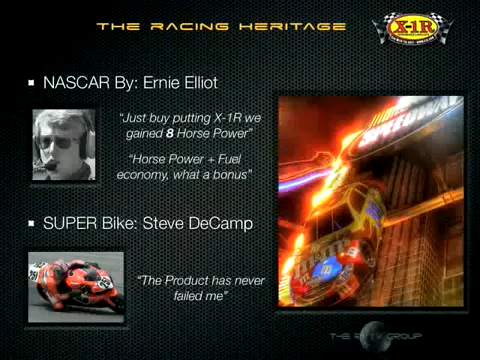 THE RACING HERITAGE
X-1R
NASCAR By: Ernie Elliot
“Just buy putting X-1R we
gained 8 Horse Power”
“Horse Power + Fuel
economy, what a bonus”
SPEEDWAY
SUPER Bike: Steve DeCamp
“The Product has never
failed me”
THE
GROUP